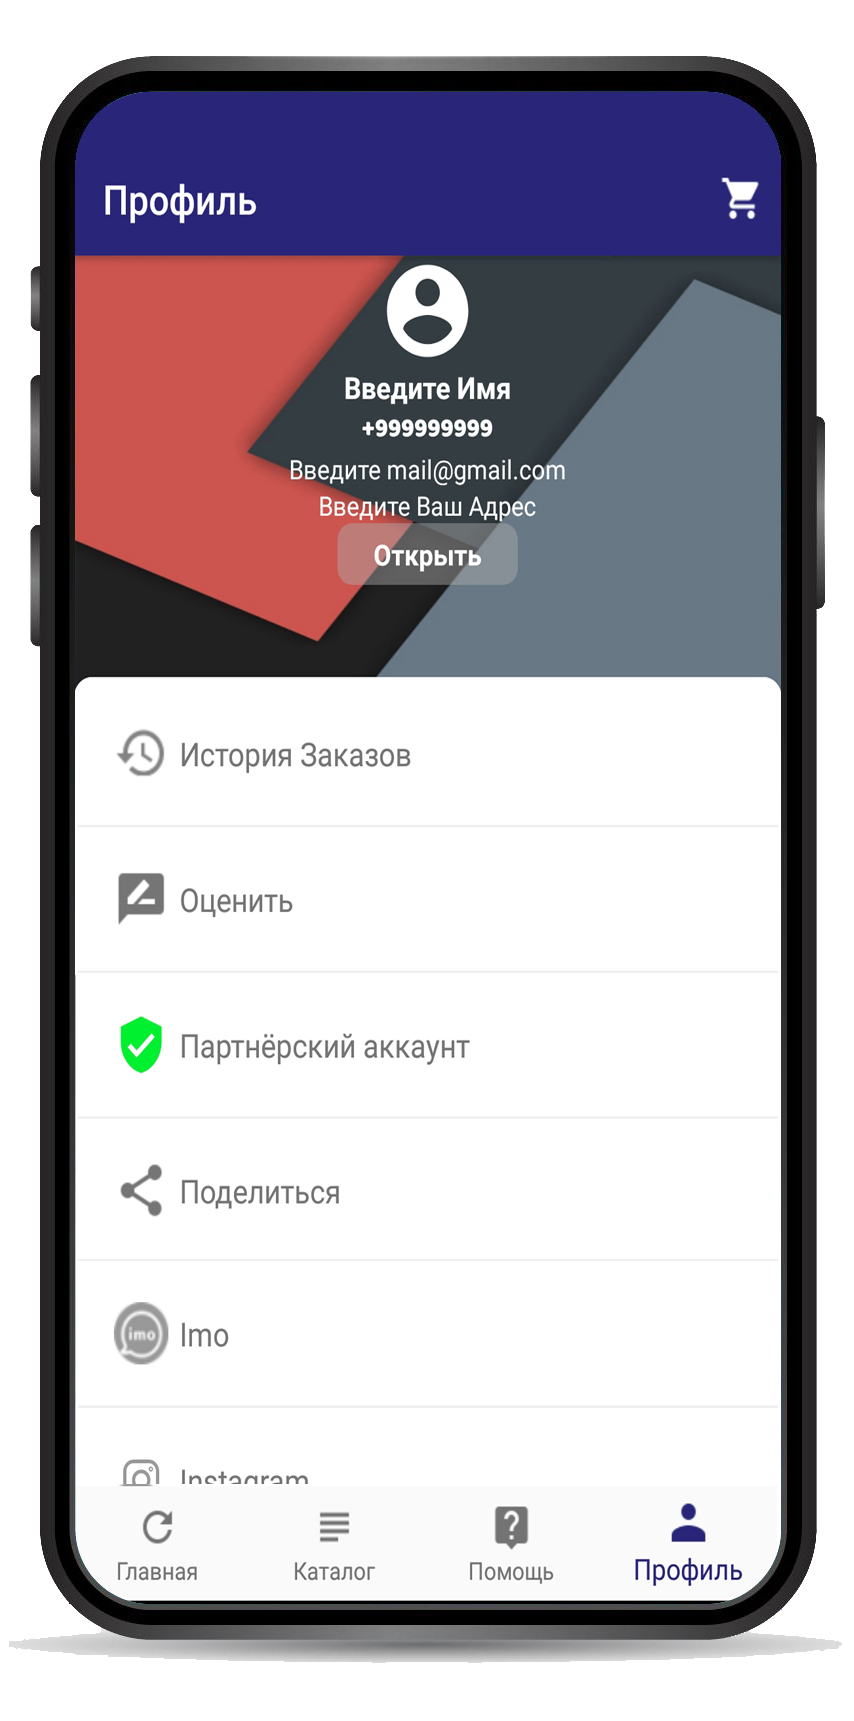 Профиль
Введите Имя
+999999999
Введите mail@gmail.com
Введите Ваш Адрес
Открыть
История Заказов
Оценить
Партнёрский аккаунт
Поделиться
imo
Imo
Instagram
Главная
Каталог
Помощь
Профиль